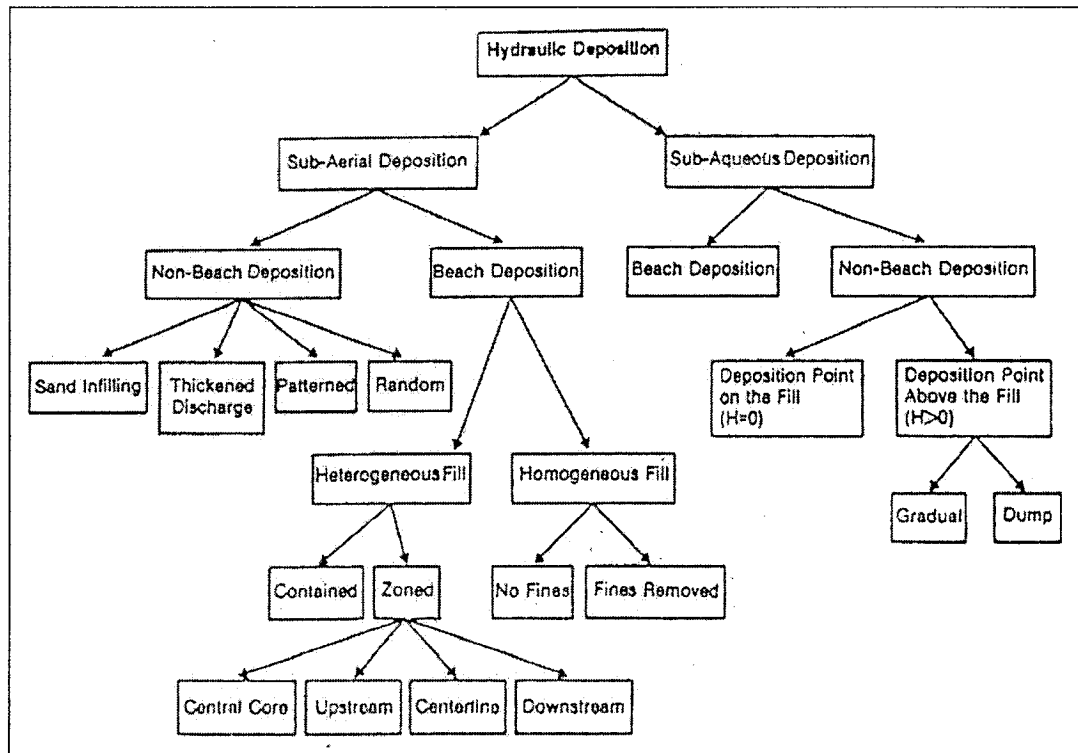 Hydraulic Deposition
Sub-Aerial Deposition
Sub-Aqueous Deposition
Non-Beach Deposition
Beach Deposition
Beach Deposition
Non-Beach Deposition
Sand Infilling
Thickened
Discharge
Patterned
Random
Deposition Point
on the Fill
(H=0)
Deposition Point
Above the Fill
(H>0)
Heterogeneous Fill
Homogeneous Fill
Gradual
Dump
Contained
Zoned
No Fines
Fines Removed
Central Core
Upstream
Centerline
Downstream